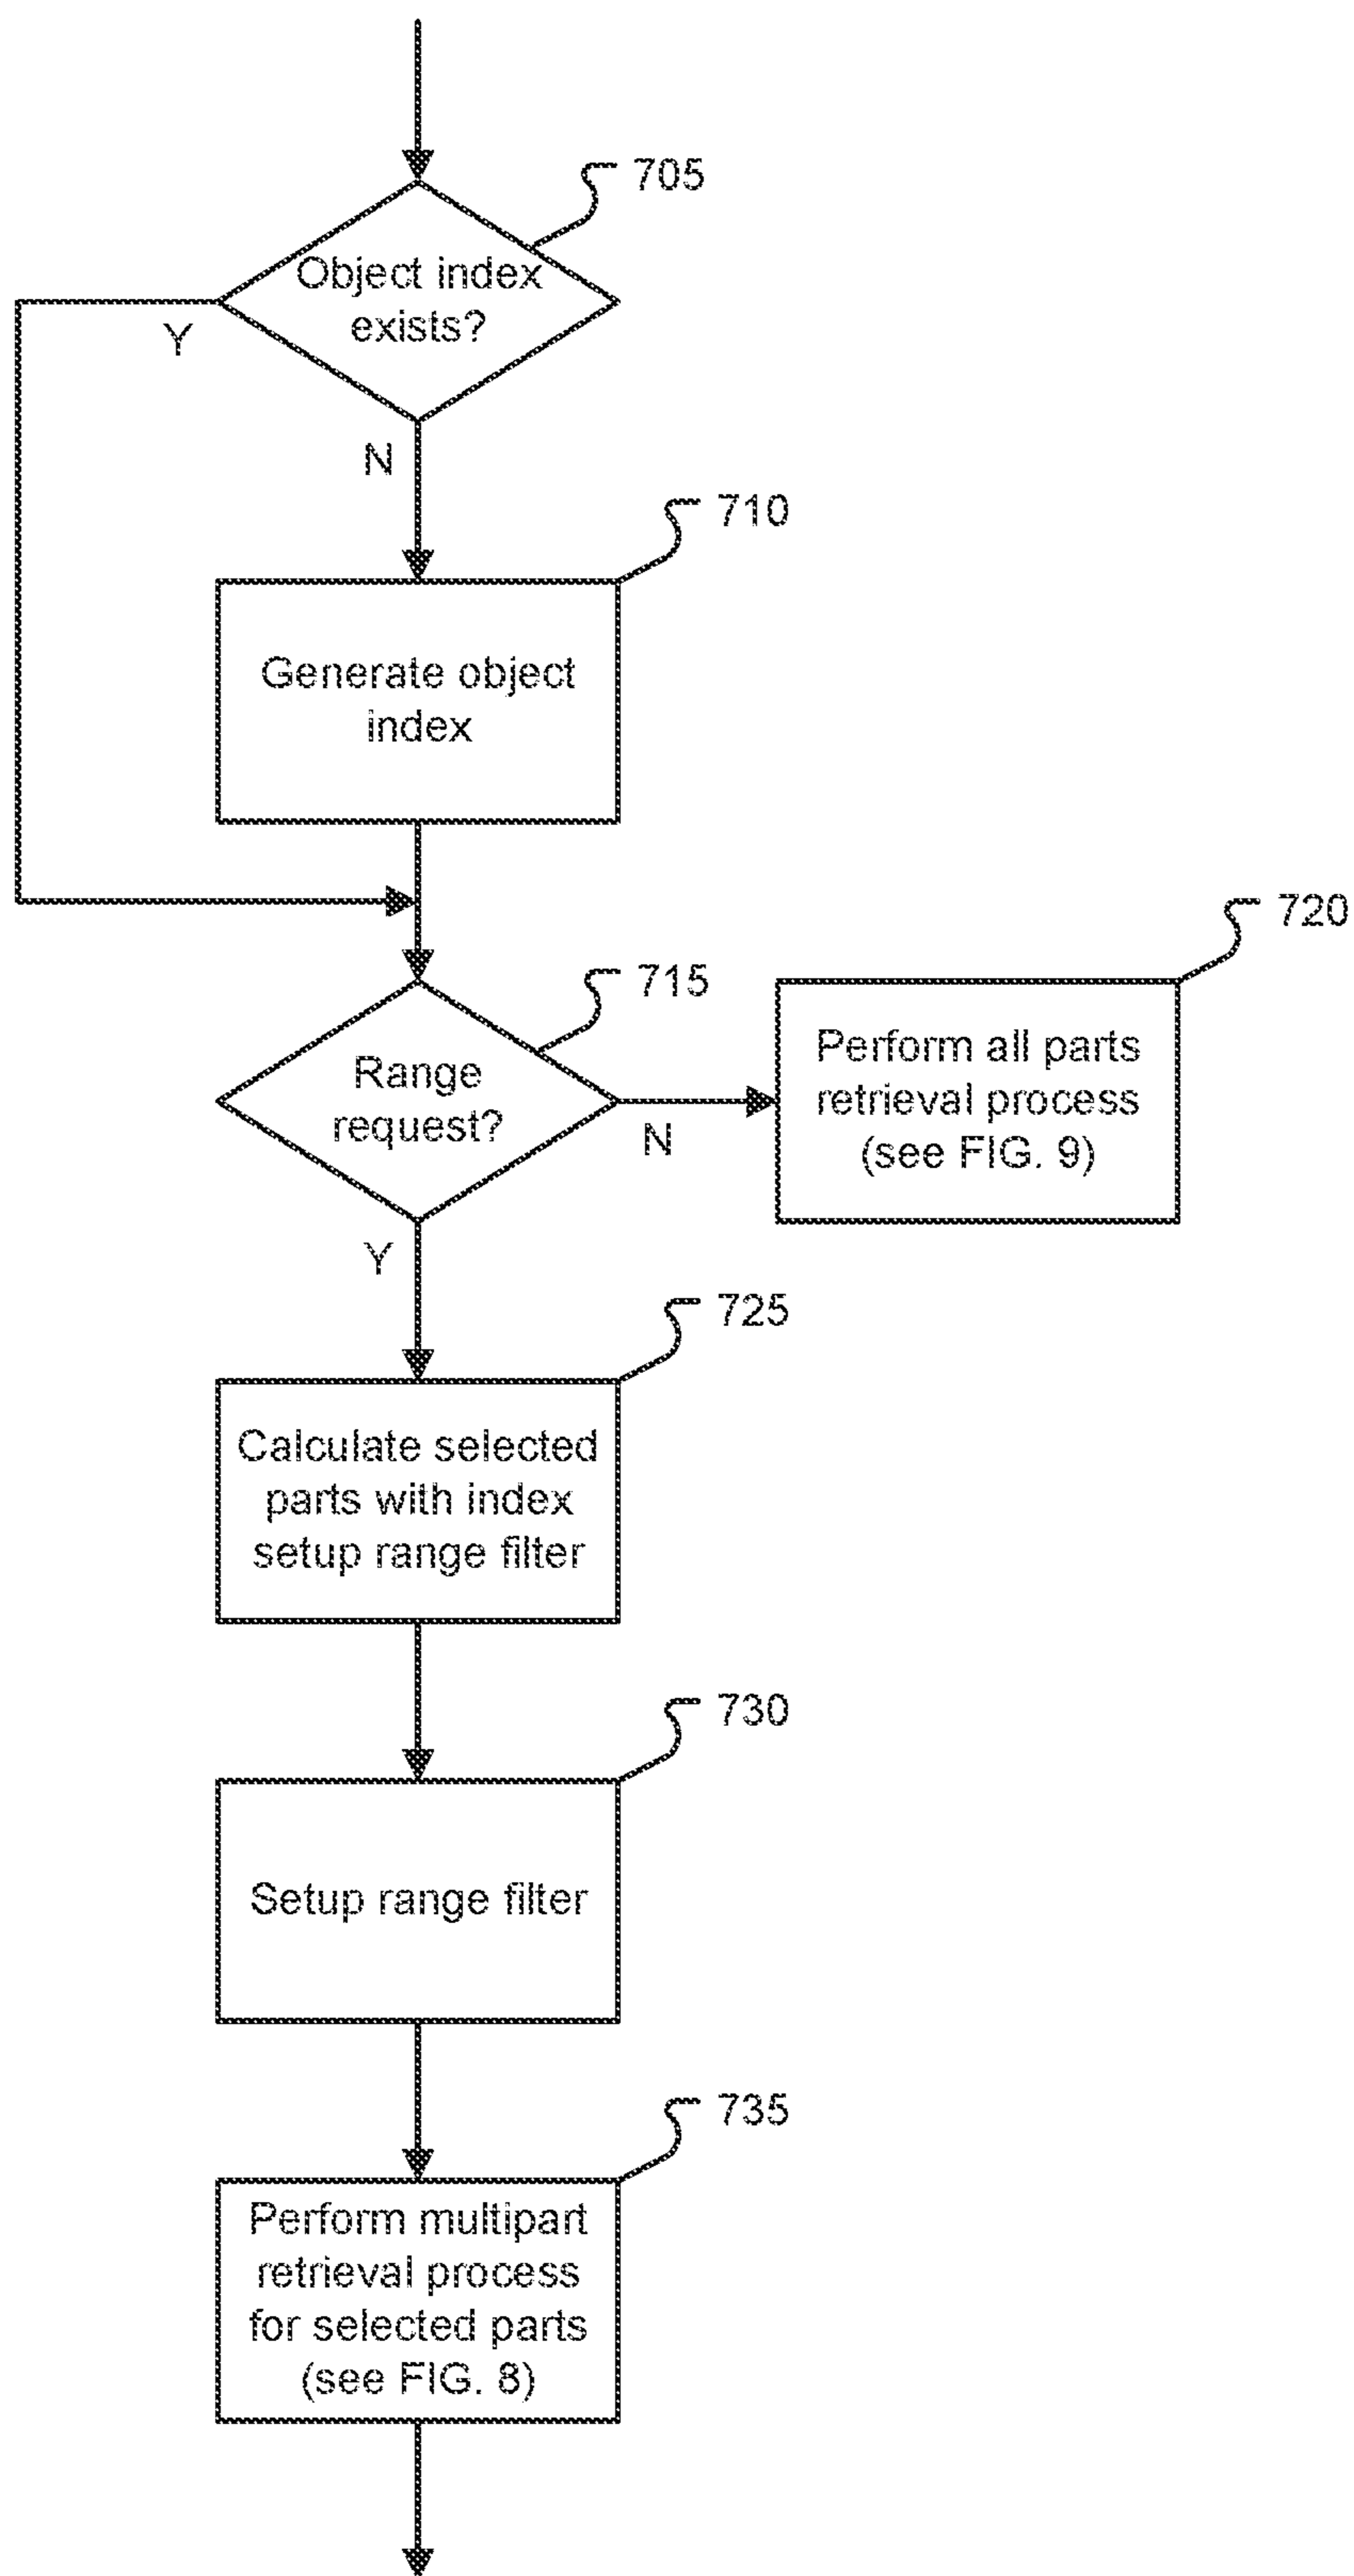 705
Object index
exists?
Y
N
710
Generate object
index
720
715
Range
request?
N
Perform all parts
retrieval process
(see FIG. 9)
Y
725
Calculate selected
parts with index
setup range filter
730
Setup range filter
735
Perform multipart
retrieval process
for selected parts
(see FIG. 8)